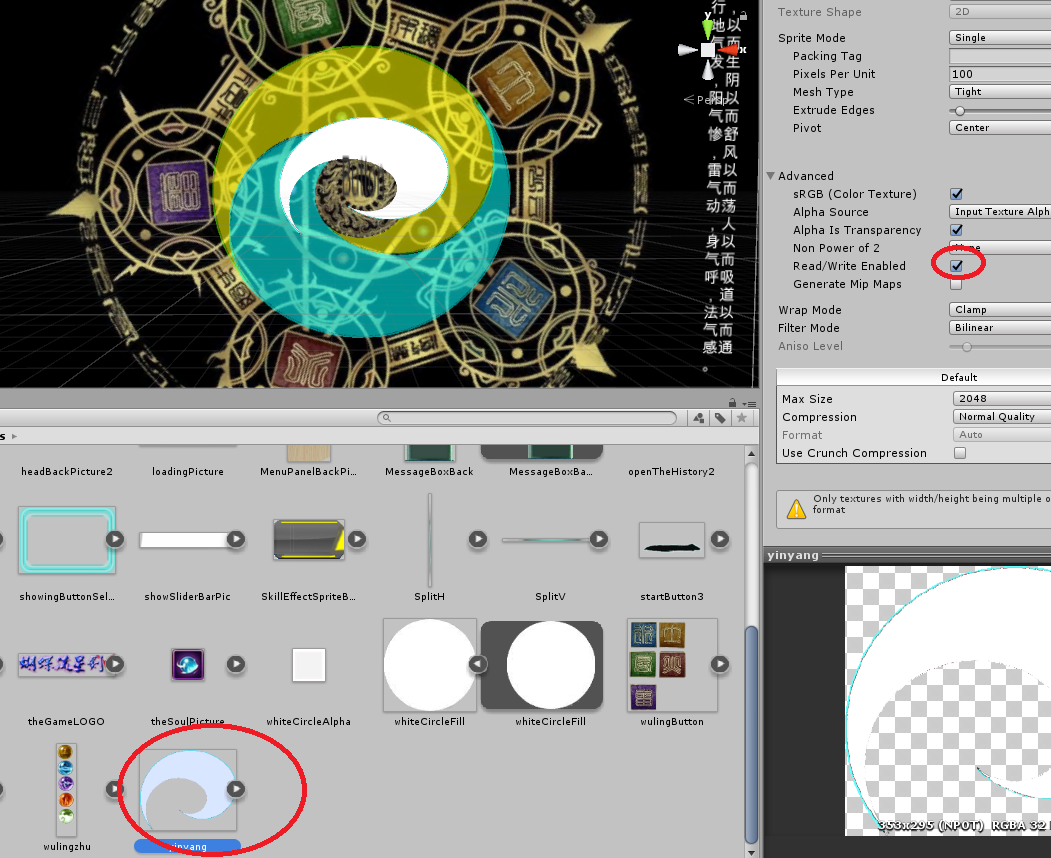 行，
地以
气而
发生
，阴
阳以
气而
惨舒
，风
雷以
气而
动荡
，人
身以
气而
呼吸
，道
法以
气而
感通
。
y
x
Persp
Texture Shape 2D
Sprite Mode Single
Packing Tag
Pixels Per Unit 100
Mesh Type Tight
Extrude Edges
Pivot Center
Advanced
sRGB (Color Texture)
Alpha Source Input Texture Alph
Alpha Is Transparency
Non Power of 2 None
Read/Write Enabled
Generate Mip Maps
Wrap Mode Clamp
Filter Mode Bilinear
Aniso Level
Default
Max Size 2048
Compression Normal Quality
Format Auto
Use Crunch Compression
Only textures with width/height being multiple o
format
s
headBackPicture2 loadingPicture MenuPanelBackPi... MessageBoxBack MessageBoxBa... openTheHistory2
showingButtonSel... showSliderBarPic SkillEffectSpriteB... SplitH SplitV startButton3
theGameLOGO theSoulPicture whiteCircleAlpha whiteCircleFill whiteCircleFill wulingButton
wulingzhu yinyang
yinyang
353x295 (NPOT) RGBA 32